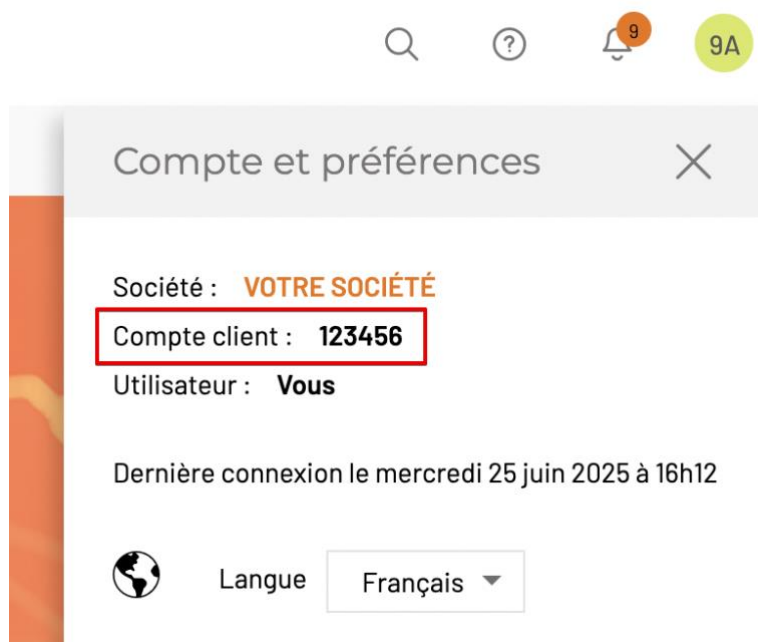 9
9A
Compte et préférences
Société : VOTRE SOCIÉTÉ
Compte client : 123456
Utilisateur : Vous
Dernière connexion le mercredi 25 juin 2025 à 16h12
Langue Français